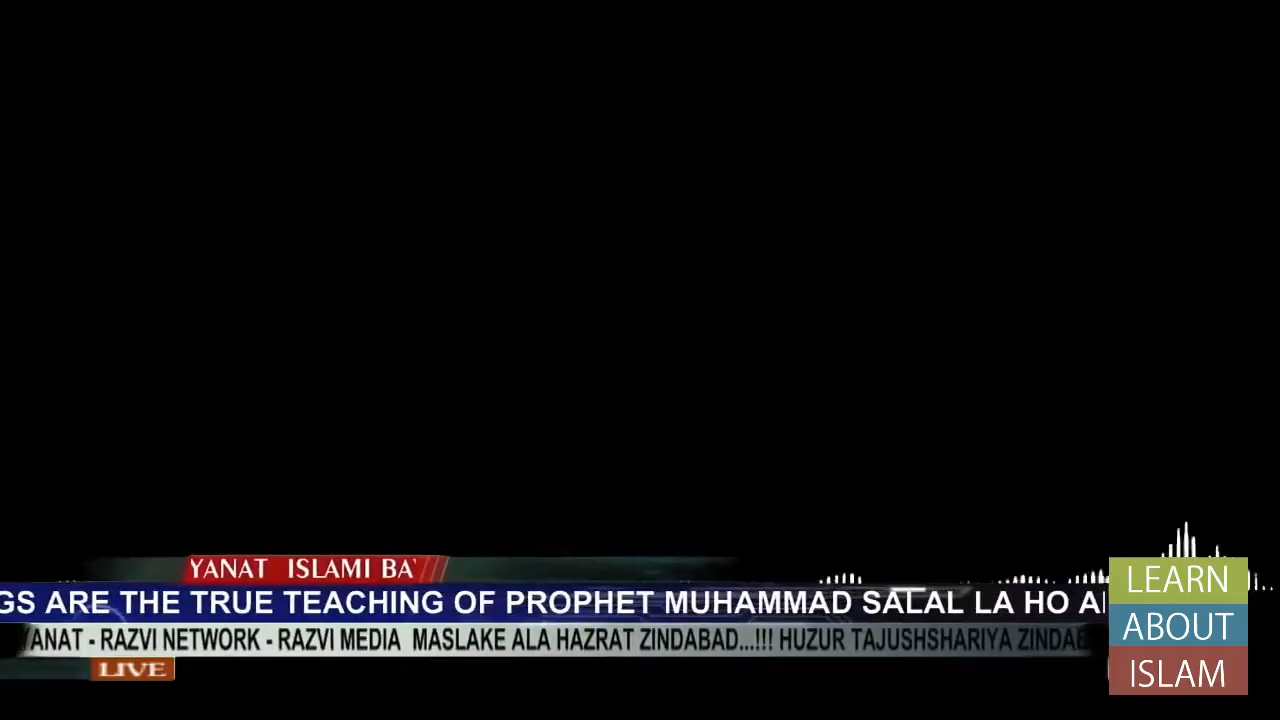 YANAT ISLAMI BA
GS ARE THE TRUE TEACHING OF PROPHET MUHAMMAD SALAL LA HO
YANAT - RAZVI NETWORK - RAZVI MEDIA MASLAKE ALA HAZRAT ZINDABAD...!!! HUZUR TAJUSHSHARIYA
LIVE
LEARN
ABOUT
ISLAM